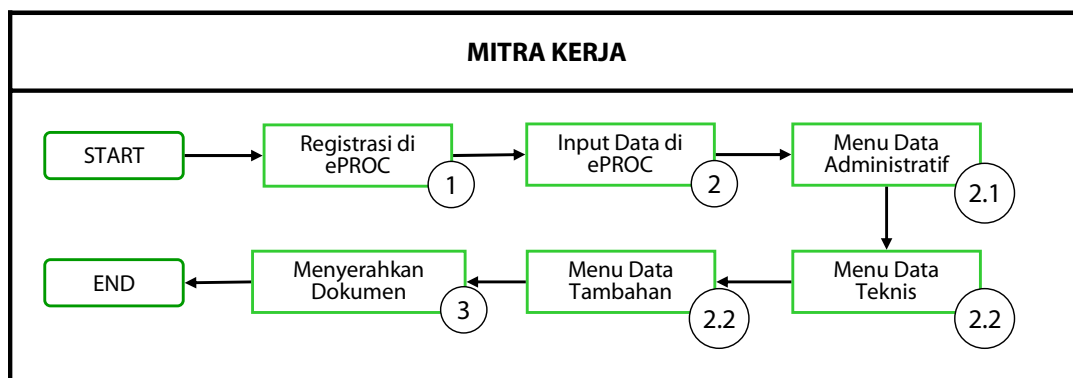 MITRA KERJA
START
Registrasi di
ePROC
1
Input Data di
ePROC
2
Menu Data
Administratif
2.1
END
Menyerahkan
Dokumen
3
Menu Data
Tambahan
2.2
Menu Data
Teknis
2.2